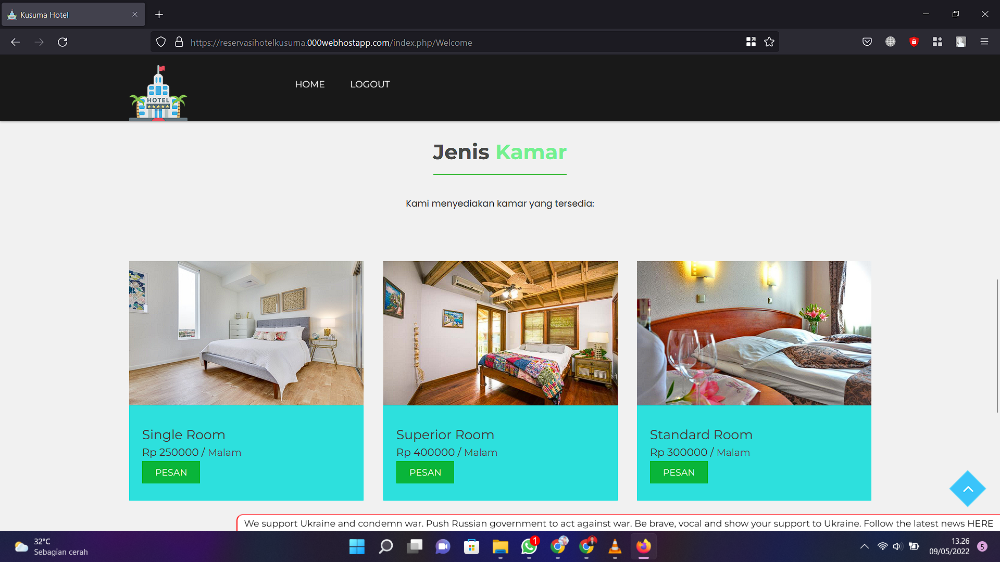 Kusuma Hotel
https://reservasihotelkusuma.000webhostapp.com/index.php/Welcome
HOTEL
HOME
LOGOUT
Jenis Kamar
Kami menyediakan kamar yang tersedia:
Single Room
Rp 250000 / Malam
PESAN
Superior Room
Rp 400000 / Malam
PESAN
Standard Room
Rp 300000 / Malam
PESAN
We support Ukraine and condemn war. Push Russian government to act against war. Be brave, vocal and show your support to Ukraine. Follow the latest news HERE
32°C
Sebagian cerah
1
13.26
09/05/2022
5